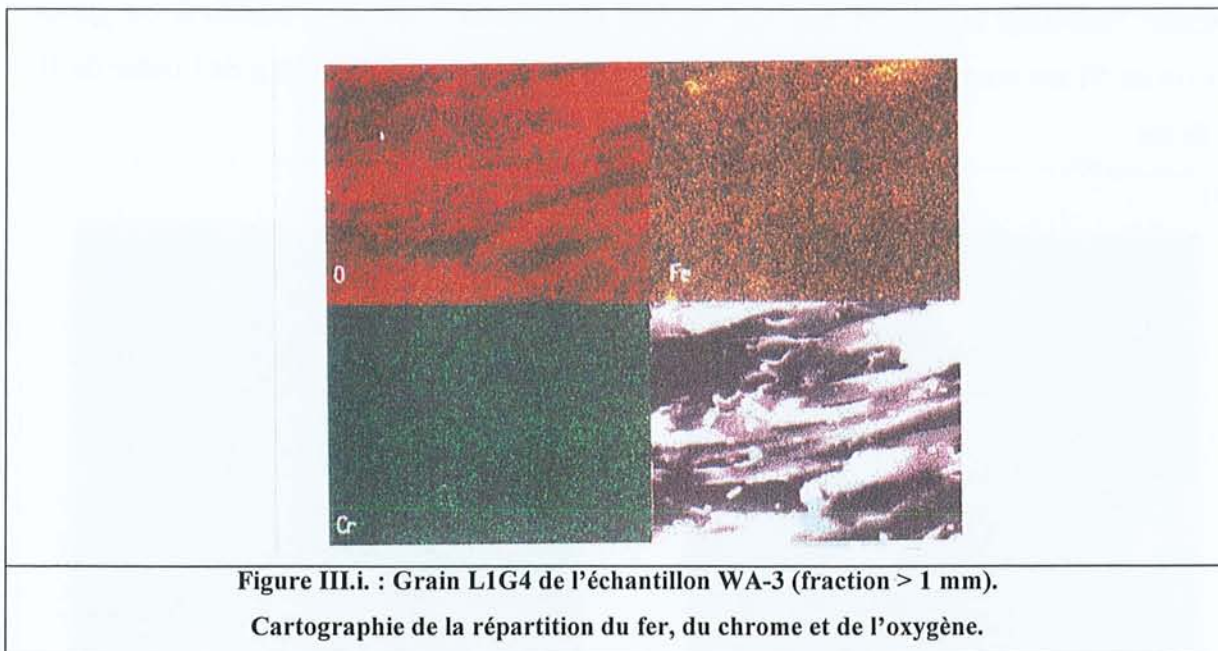 O
Fe
Cr
Figure III.i. : Grain L1G4 de l'échantillon WA-3 (fraction > 1 mm).
Cartographie de la répartition du fer, du chrome et de l'oxygène.